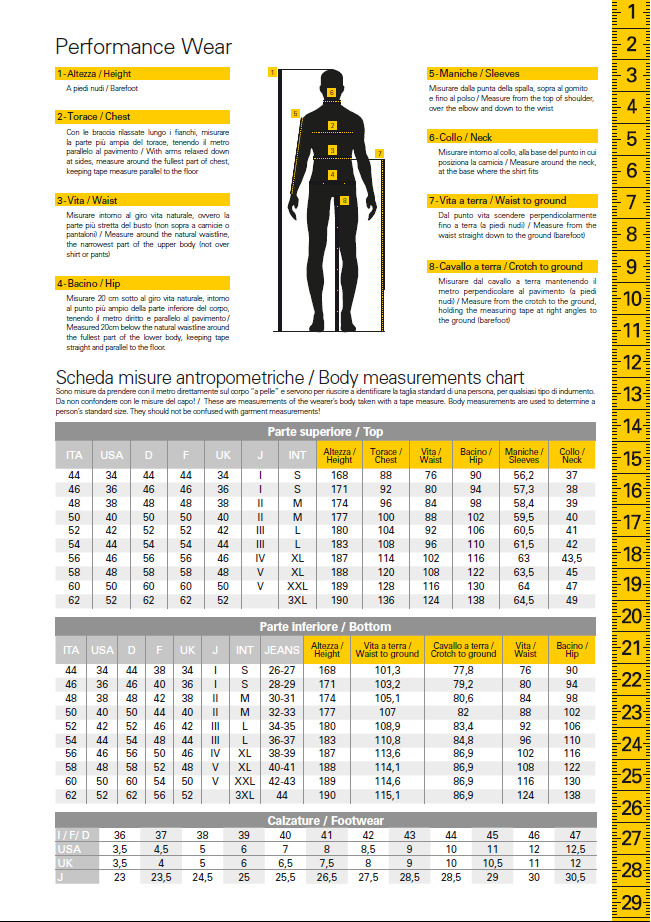 Performance Wear
1-Altezza / Height
A piedi nudi / Barefoot
2-Torace / Chest
Con le braccia rilassate lungo i fianchi, misurare
la parte più ampia del torace, tenendo il metro
parallelo al pavimento / With arms relaxed down
at sides, measure around the fullest part of chest,
keeping tape measure parallel to the floor
3-Vita / Waist
Misurare intorno al giro vita naturale, ovvero la
parte più stretta del busto (non sopra a camicie o
pantaloni) / Measure around the natural waistline,
the narrowest part of the upper body (not over
shirt or pants)
4-Bacino / Hip
Misurare 20 cm sotto al giro vita naturale, intorno
al punto più ampio della parte inferiore del corpo,
tenendo il metro diritto e parallelo al pavimento /
Measured 20cm below the natural waistline around
the fullest part of the lower body, keeping tape
straight and parallel to the floor.
1
6
5
2
3
7
4
8
5-Maniche / Sleeves
Misurare dalla punta della spalla, sopra al gomito
e fino al polso / Measure from the top of shoulder,
over the elbow and down to the wrist
6-Collo / Neck
Misurare intorno al collo, alla base del punto in cui
posiziona la camicia / Measure around the neck,
at the base where the shirt fits
7-Vita a terra / Waist to ground
Dal punto vita scendere perpendicolarmente
fino a terra (a piedi nudi) / Measure from the
waist straight down to the ground (barefoot)
8-Cavallo a terra / Crotch to ground
Misurare dal cavallo a terra mantenendo il
metro perpendicolare al pavimento (a piedi
nudi) / Measure from the crotch to the ground,
holding the measuring tape at right angles to
the ground (barefoot)
Scheda misure antropometriche / Body measurements chart
Sono misure da prendere con il metro direttamente sul corpo "a pelle" e servono per riusoire a identificare la taglia standard di una persona, per qualsiasi tipo di indumento.
Da non confondere con le misure del capo! / These are measurements of the wearer's body taken with a tape measure. Body measurements are used to determine a
person's standard size. They should not be confused with garment measurements!
Parte superiore / Top
ITA USA D F UK J INT Altezza / Height Torace / Chest Vita / Waist Bacino / Hip Maniche / Sleeves Collo / Neck
44 34 44 44 34 I S 168 88 76 90 56,2 37
46 36 46 46 36 I S 171 92 80 94 57,3 38
48 38 48 48 38 II M 174 96 84 98 58,4 39
50 40 50 50 40 II M 177 100 88 102 59,5 40
52 42 52 52 42 III L 180 104 92 106 60,5 41
54 44 54 54 44 III L 183 108 96 110 61,5 42
56 46 56 56 46 IV XL 187 114 102 116 63 43,5
58 48 58 58 48 V XL 188 120 108 122 63,5 45
60 50 60 60 50 V XXL 189 128 116 130 64 47
62 52 62 62 52 3XL 190 136 124 138 64,5 49
Parte inferiore / Bottom
ITA USA D F UK J INT JEANS Altezza / Height Vita a terra / Waist to ground Cavallo a terra / Crotch to ground Vita / Waist Bacino / Hip
44 34 44 38 34 I S 26-27 168 101,3 77,8 76 90
46 36 46 40 36 I S 28-29 171 103,2 79,2 80 94
48 38 48 42 38 II M 30-31 174 105,1 80,6 84 98
50 40 50 44 40 II M 32-33 177 107 82 88 102
52 42 52 46 42 III L 34-35 180 108,9 83,4 92 106
54 44 54 48 44 III L 36-37 183 110,8 84,8 96 110
56 46 56 50 46 IV XL 38-39 187 113,6 86,9 102 116
58 48 58 52 48 V XL 40-41 188 114,1 86,9 108 122
60 50 60 54 50 V XXL 42-43 189 114,6 86,9 116 130
62 52 62 56 52 3XL 44 190 115,1 86,9 124 138
Calzature / Footwear
I / F/ D 36 37 38 39 40 41 42 43 44 45 46 47
USA 3,5 4,5 5 6 7 8 8,5 9 10 11 12 12,5
UK 3,5 4 5 6 6,5 7,5 8 9 10 10,5 11 12
J 23 23,5 24,5 25 25,5 26,5 27,5 28,5 28,5 29 30 30,5
1
2
3
4
5
6
7
8
9
10
11
12
13
14
15
16
17
18
19
20
21
22
23
24
25
26
27
28
29